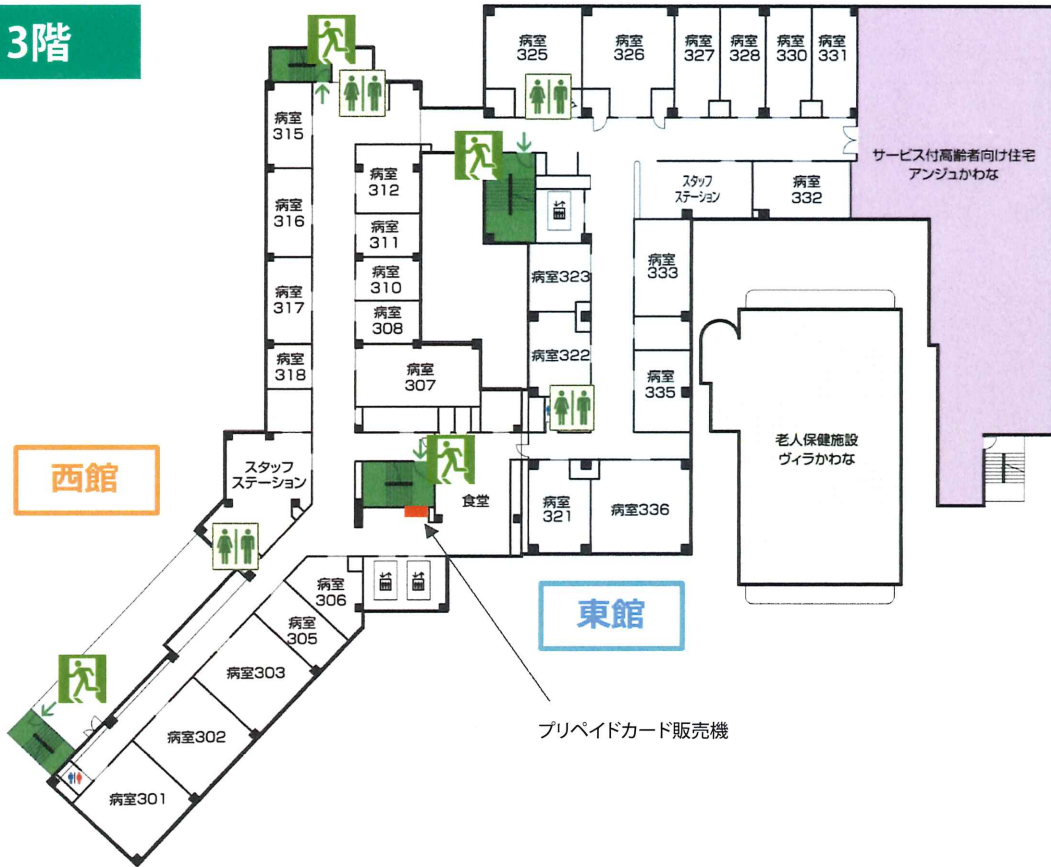 3階
病室
325
病室
326
病室
327
病室
328
病室
330
病室
331
病室
315
病室
312
サービス付高齢者向け住宅
アンジュかわな
スタッフ
ステーション
病室
332
病室
316
病室
311
病室323
病室
333
病室
317
病室
310
病室
308
病室
318
病室
307
病室322
病室
335
老人保健施設
ヴィラかわな
西館
スタッフ
ステーション
食堂
病室
321
病室336
病室
306
病室
305
東館
病室303
病室302
病室301
プリペイドカード販売機